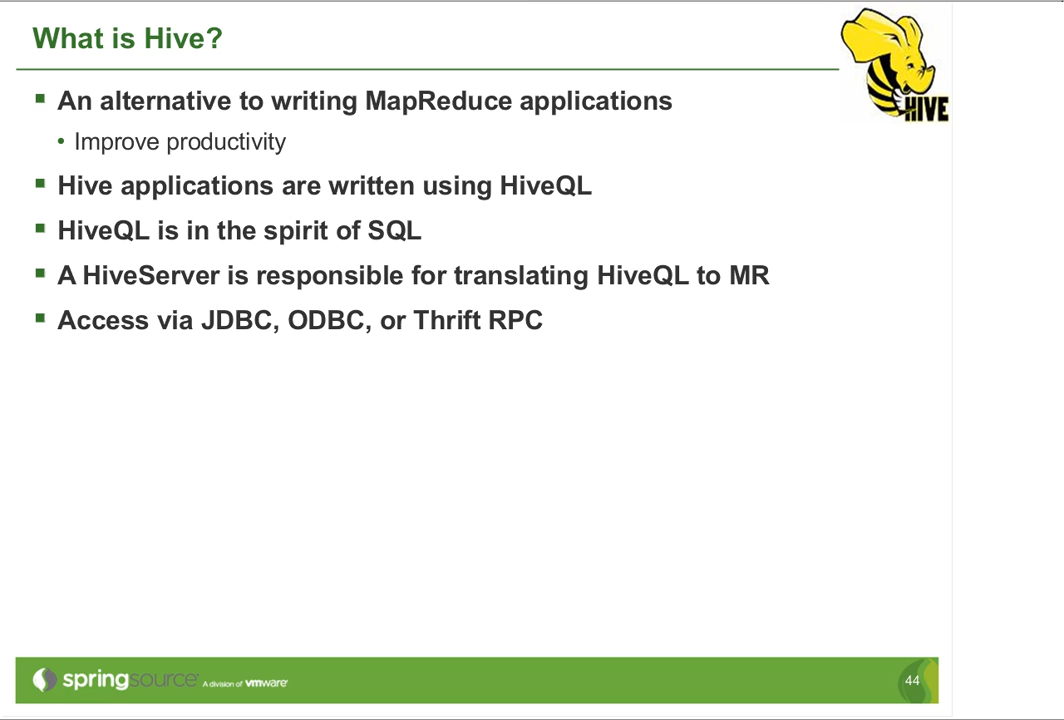 What is Hive?
HIVE
An alternative to writing MapReduce applications
Improve productivity
Hive applications are written using HiveQL
HiveQL is in the spirit of SQL
A HiveServer is responsible for translating HiveQL to MR
Access via JDBC, ODBC, or Thrift RPC
springsource A division of vmware
44